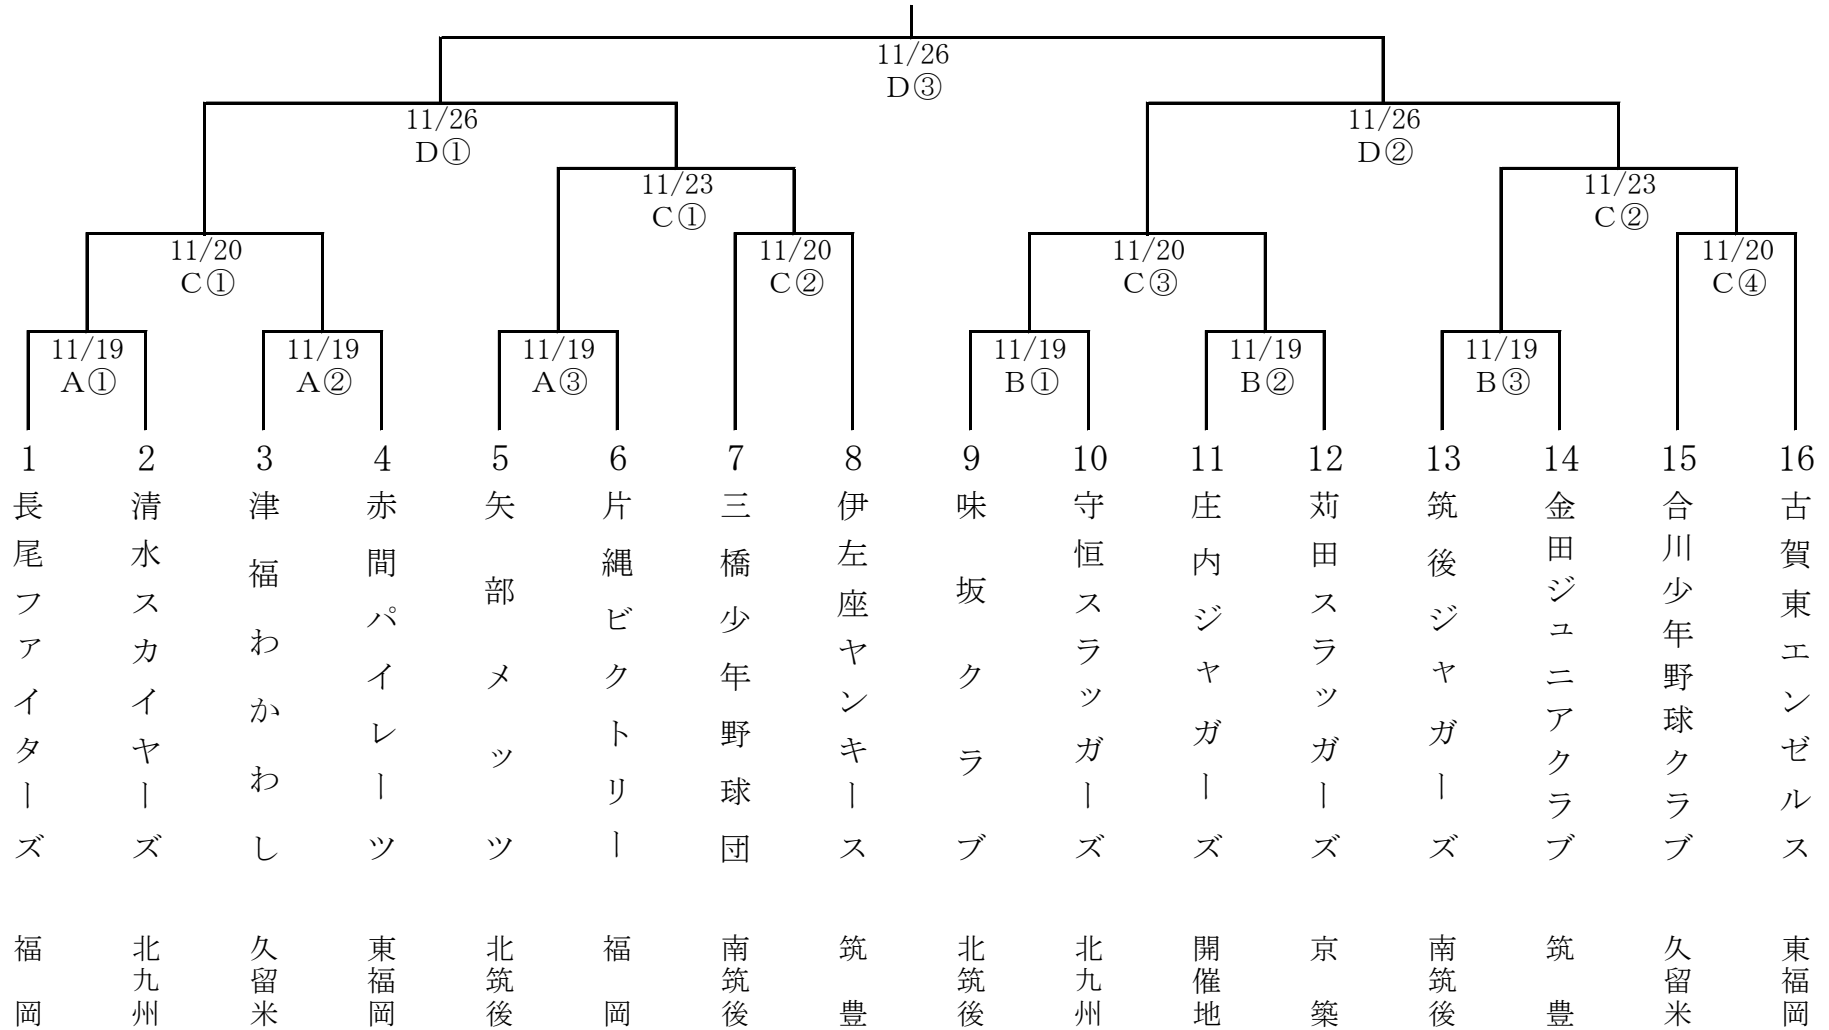 11/26
D③
11/26
D①
11/26
D②
11/23
C①
11/23
C②
11/20
C①
11/20
C②
11/20
C③
11/20
C④
11/19
A①
11/19
A②
11/19
A③
11/19
B①
11/19
B②
11/19
B③
1
長尾ファイターズ
福岡
2
清水スカイヤーズ
北九州
3
津福わかわし
久留米
4
赤間パイレーツ
東福岡
5
矢部メッツ
北筑後
6
片縄ビクトリー
福岡
7
三橋少年野球団
南筑後
8
伊左座ヤンキース
筑豊
9
味坂クラブ
北筑後
10
守恒スラッガーズ
北九州
11
庄内ジャガーズ
開催地
12
苅田スラッガーズ
京築
13
筑後ジャガーズ
南筑後
14
金田ジュニアクラブ
筑豊
15
合川少年野球クラブ
久留米
16
古賀東エンゼルス
東福岡